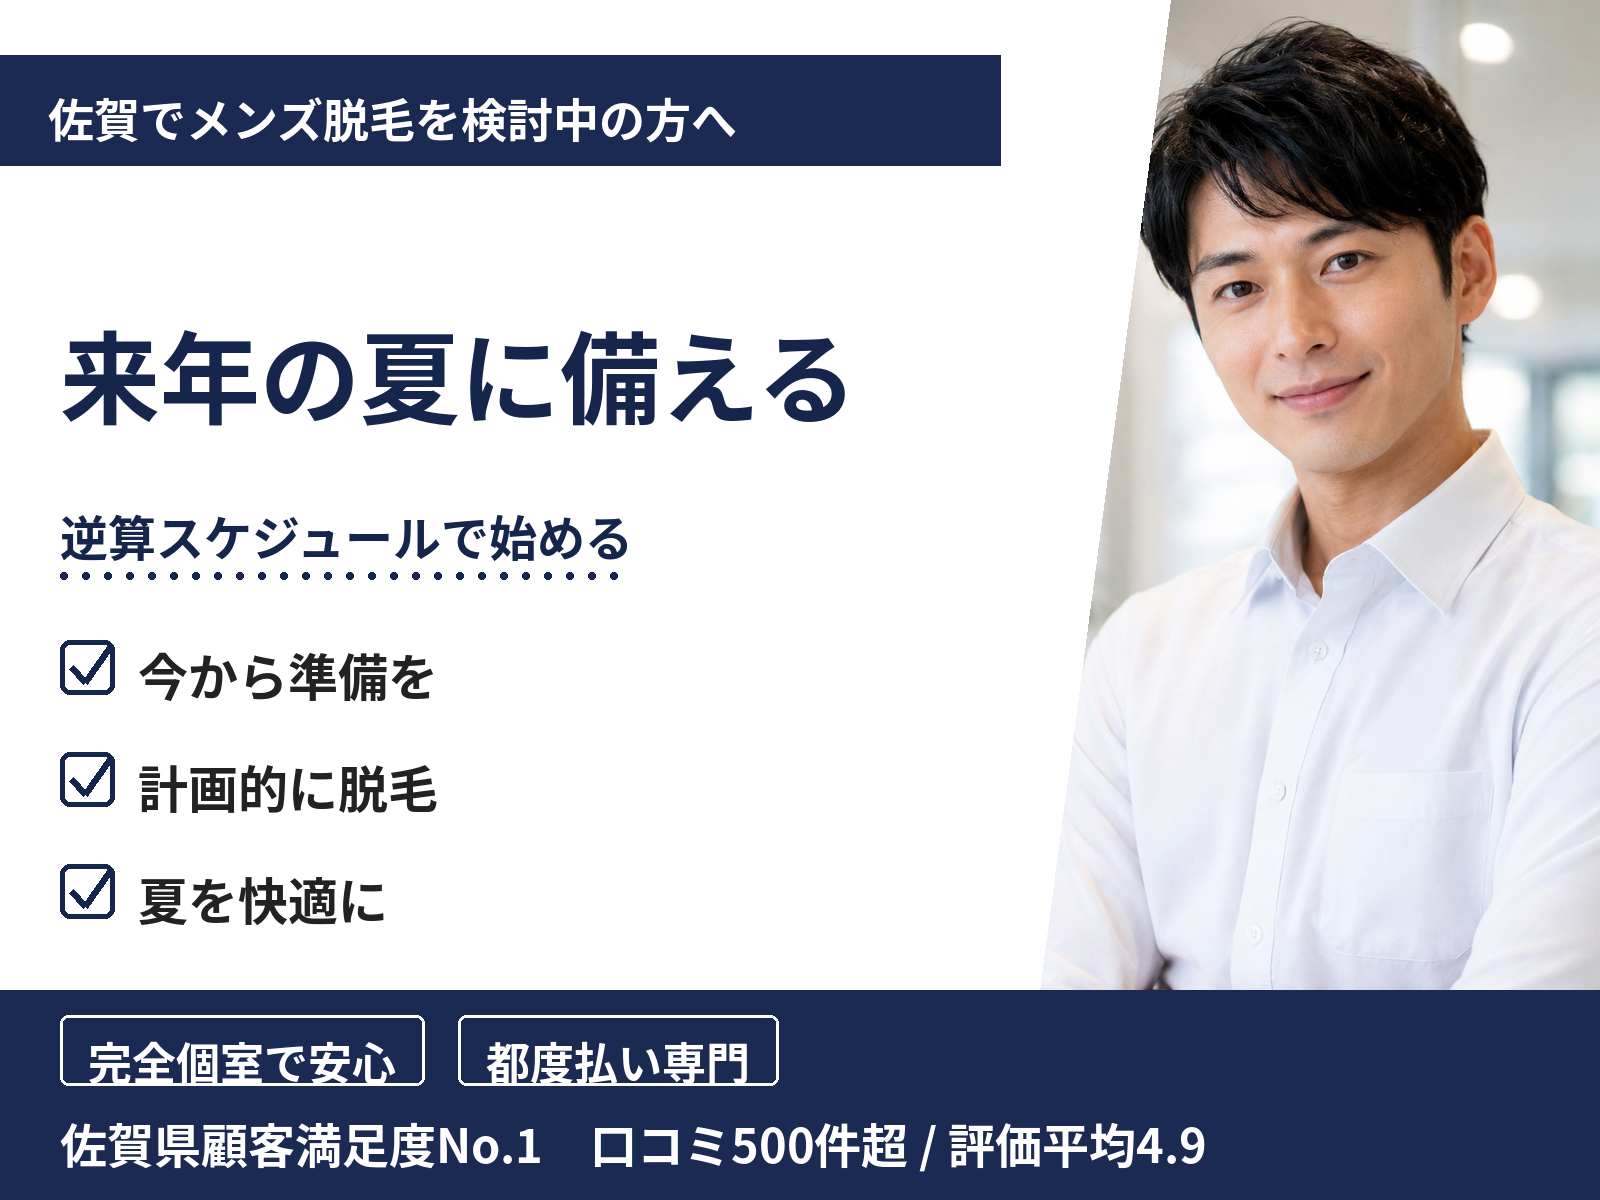 佐賀でメンズ脱毛を検討中の方へ
来年の夏に備える
逆算スケジュールで始める
今から準備を
計画的に脱毛
夏を快適に
完全個室で安心
都度払い専門
佐賀県顧客満足度No.1　口コミ500件超 / 評価平均4.9